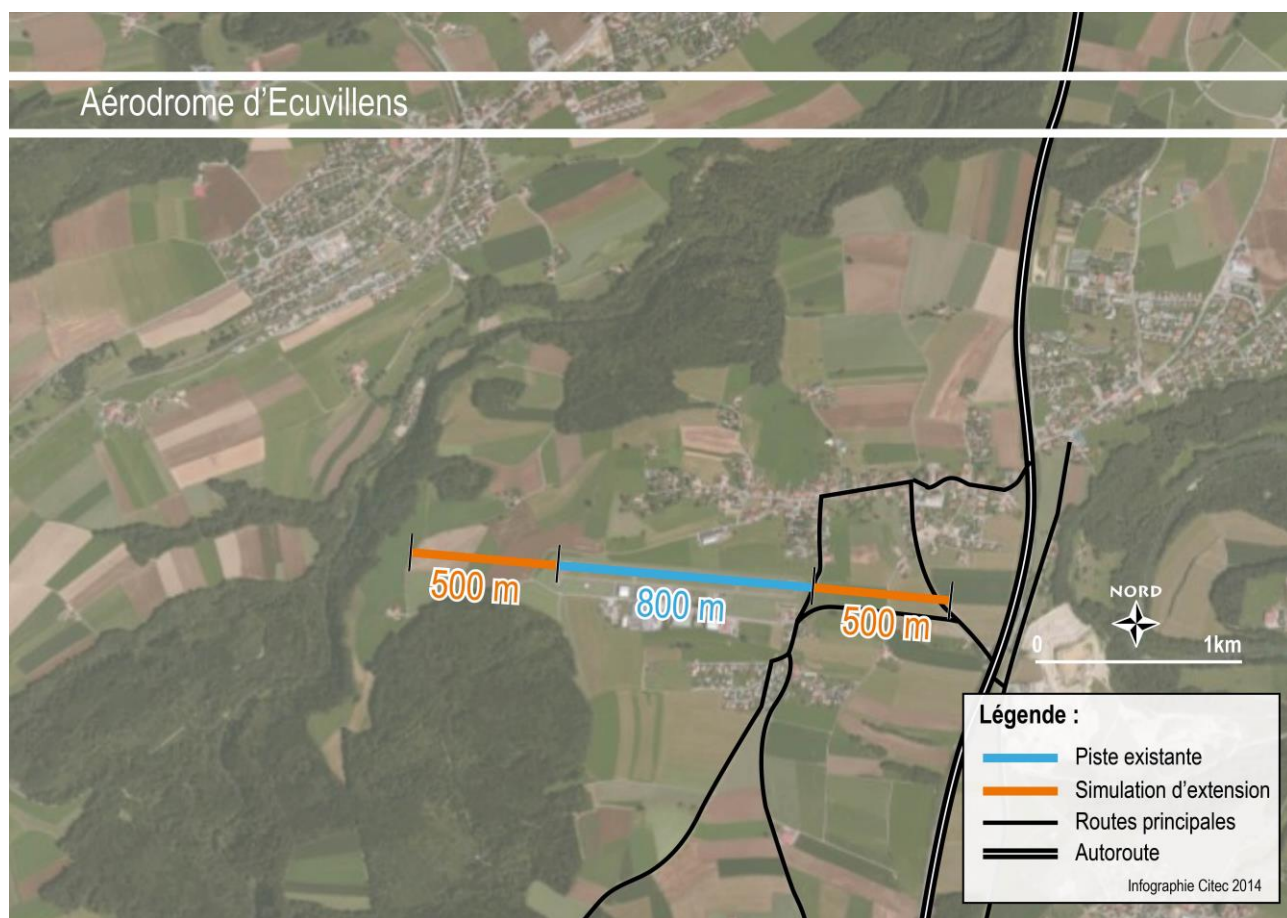 Aérodrome d'Ecuvillens
500 m
800 m
500 m
NORD
0 1km
Légende :
Piste existante
Simulation d'extension
Routes principales
Autoroute
Infographie Citec 2014